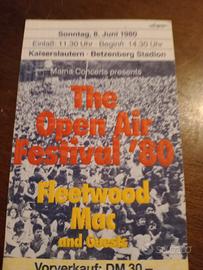 Sonntag, 8. Juni 1980
Einlaß: 11.30 Uhr · Beginn: 14.30 Uhr
Kaiserslautern · Betzenberg Stadion
Mama Concerts presents
The
Open Air
Festival '80
Fleetwood
Mac
and Guests
Vorverkauf: DM 30.–